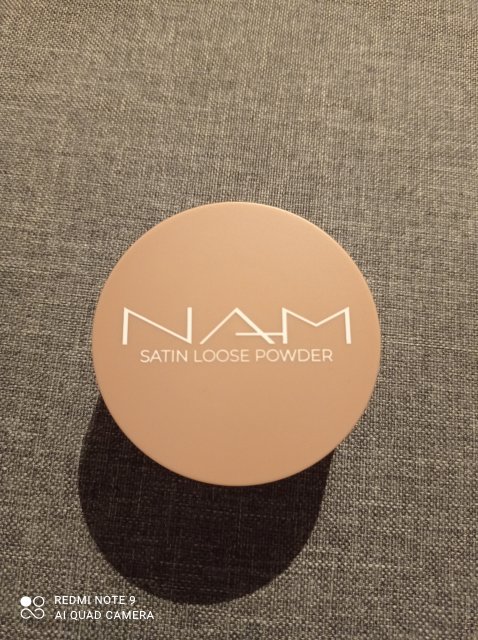 NAM
SATIN LOOSE POWDER
REDMI NOTE 9
AI QUAD CAMERA